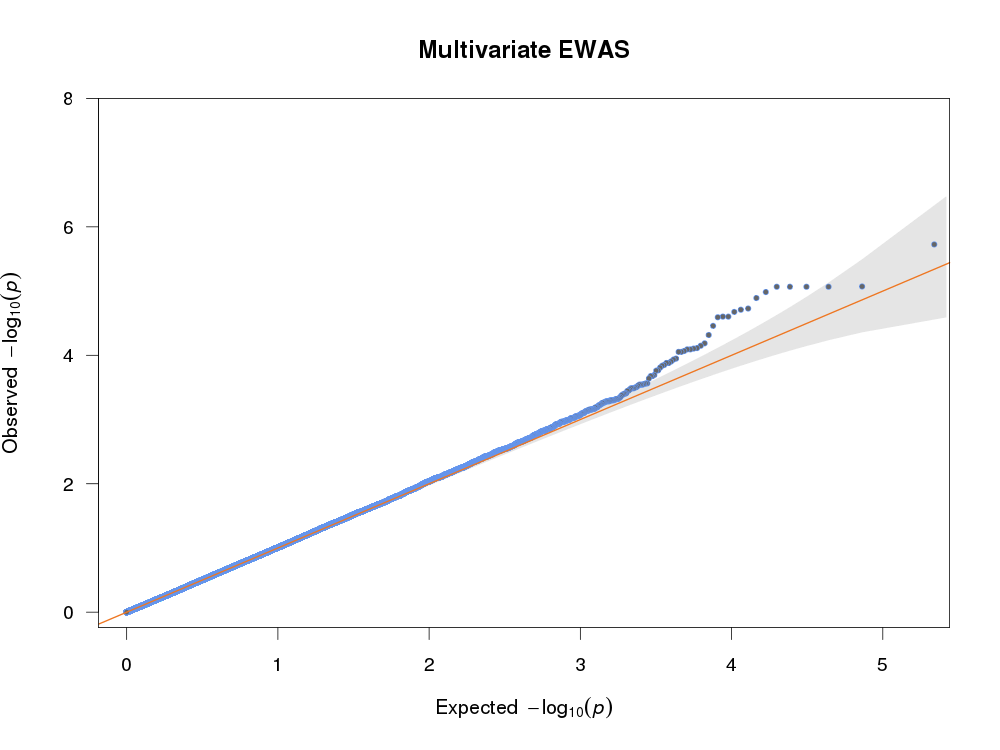 Multivariate EWAS
8
6
4
2
0
Observed −log₁₀(p)
0 1 2 3 4 5
Expected −log₁₀(p)